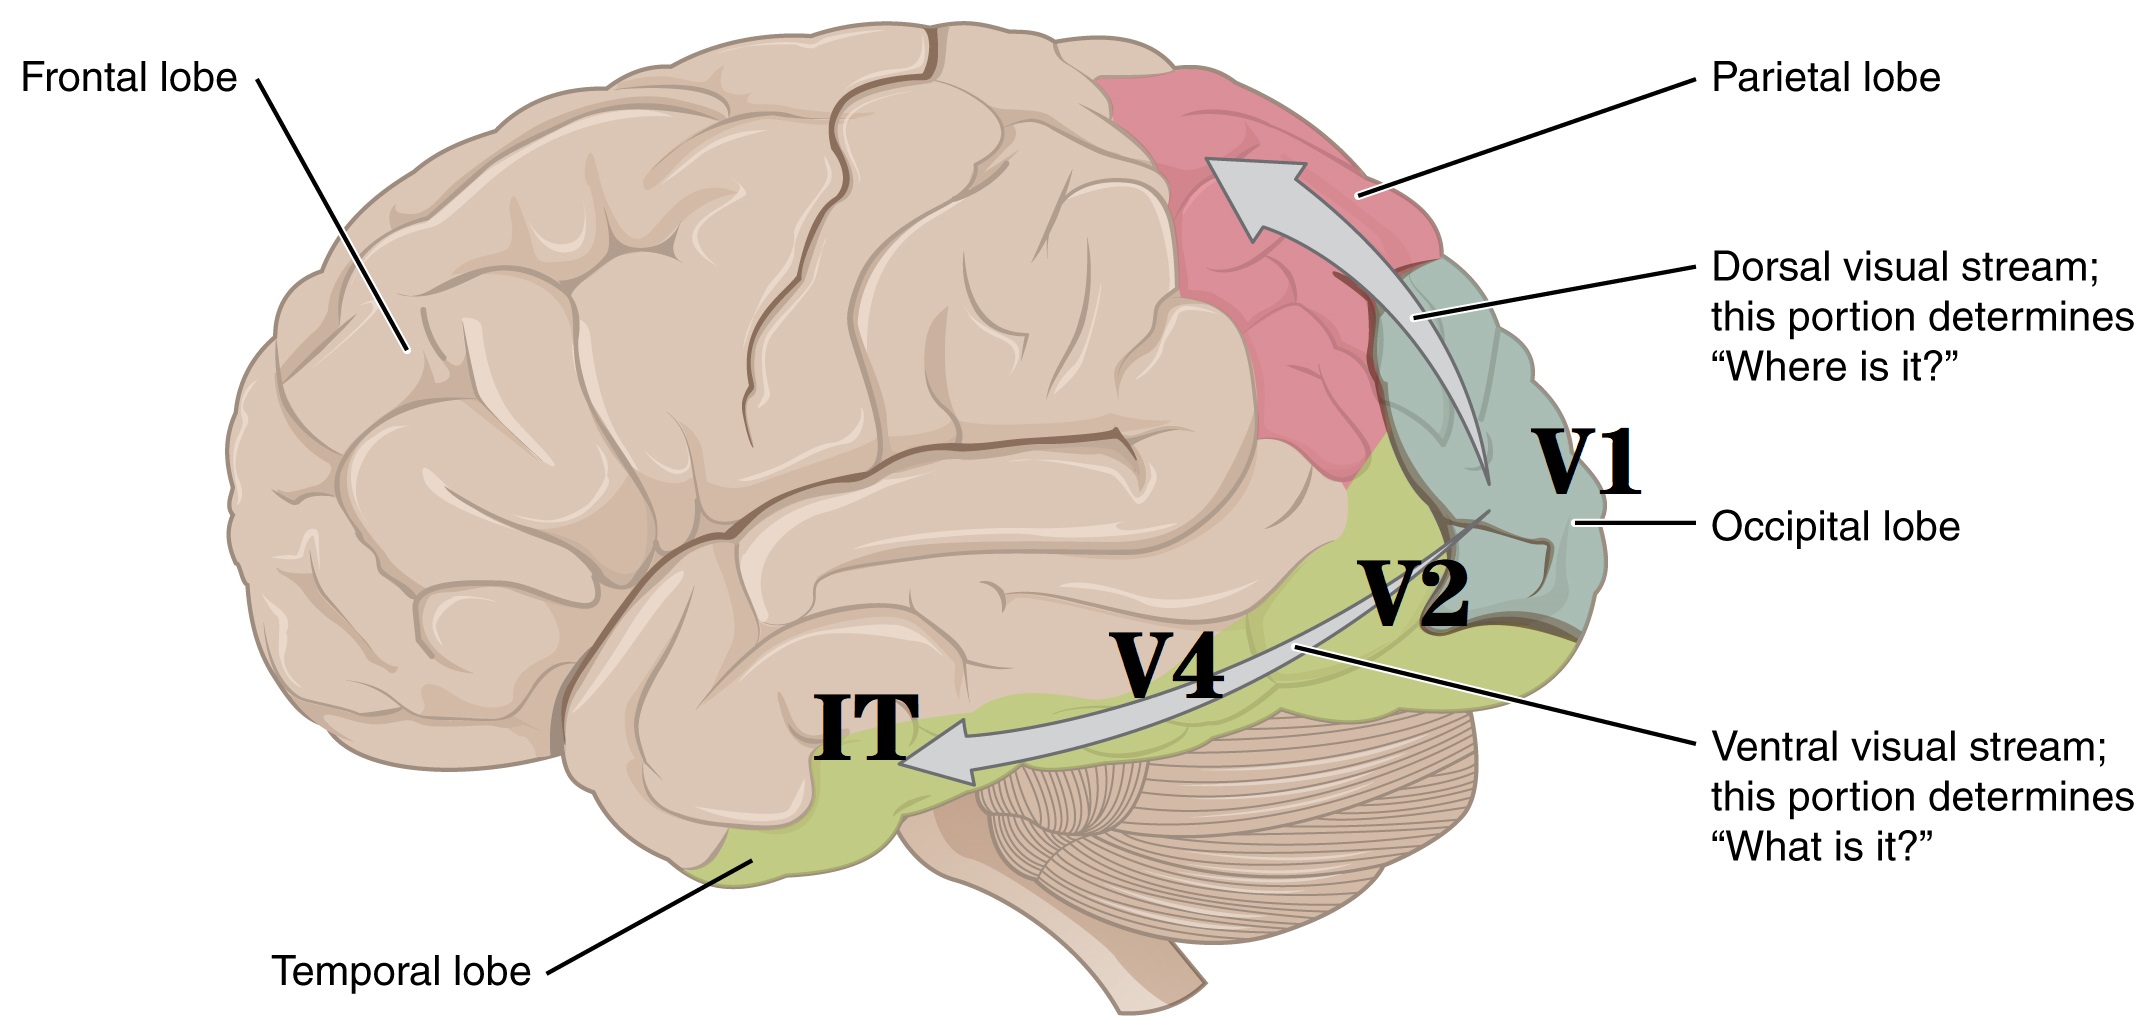 Frontal lobe
Parietal lobe
Dorsal visual stream;
this portion determines
“Where is it?”
V1
Occipital lobe
V2
V4
IT
Ventral visual stream;
this portion determines
“What is it?”
Temporal lobe